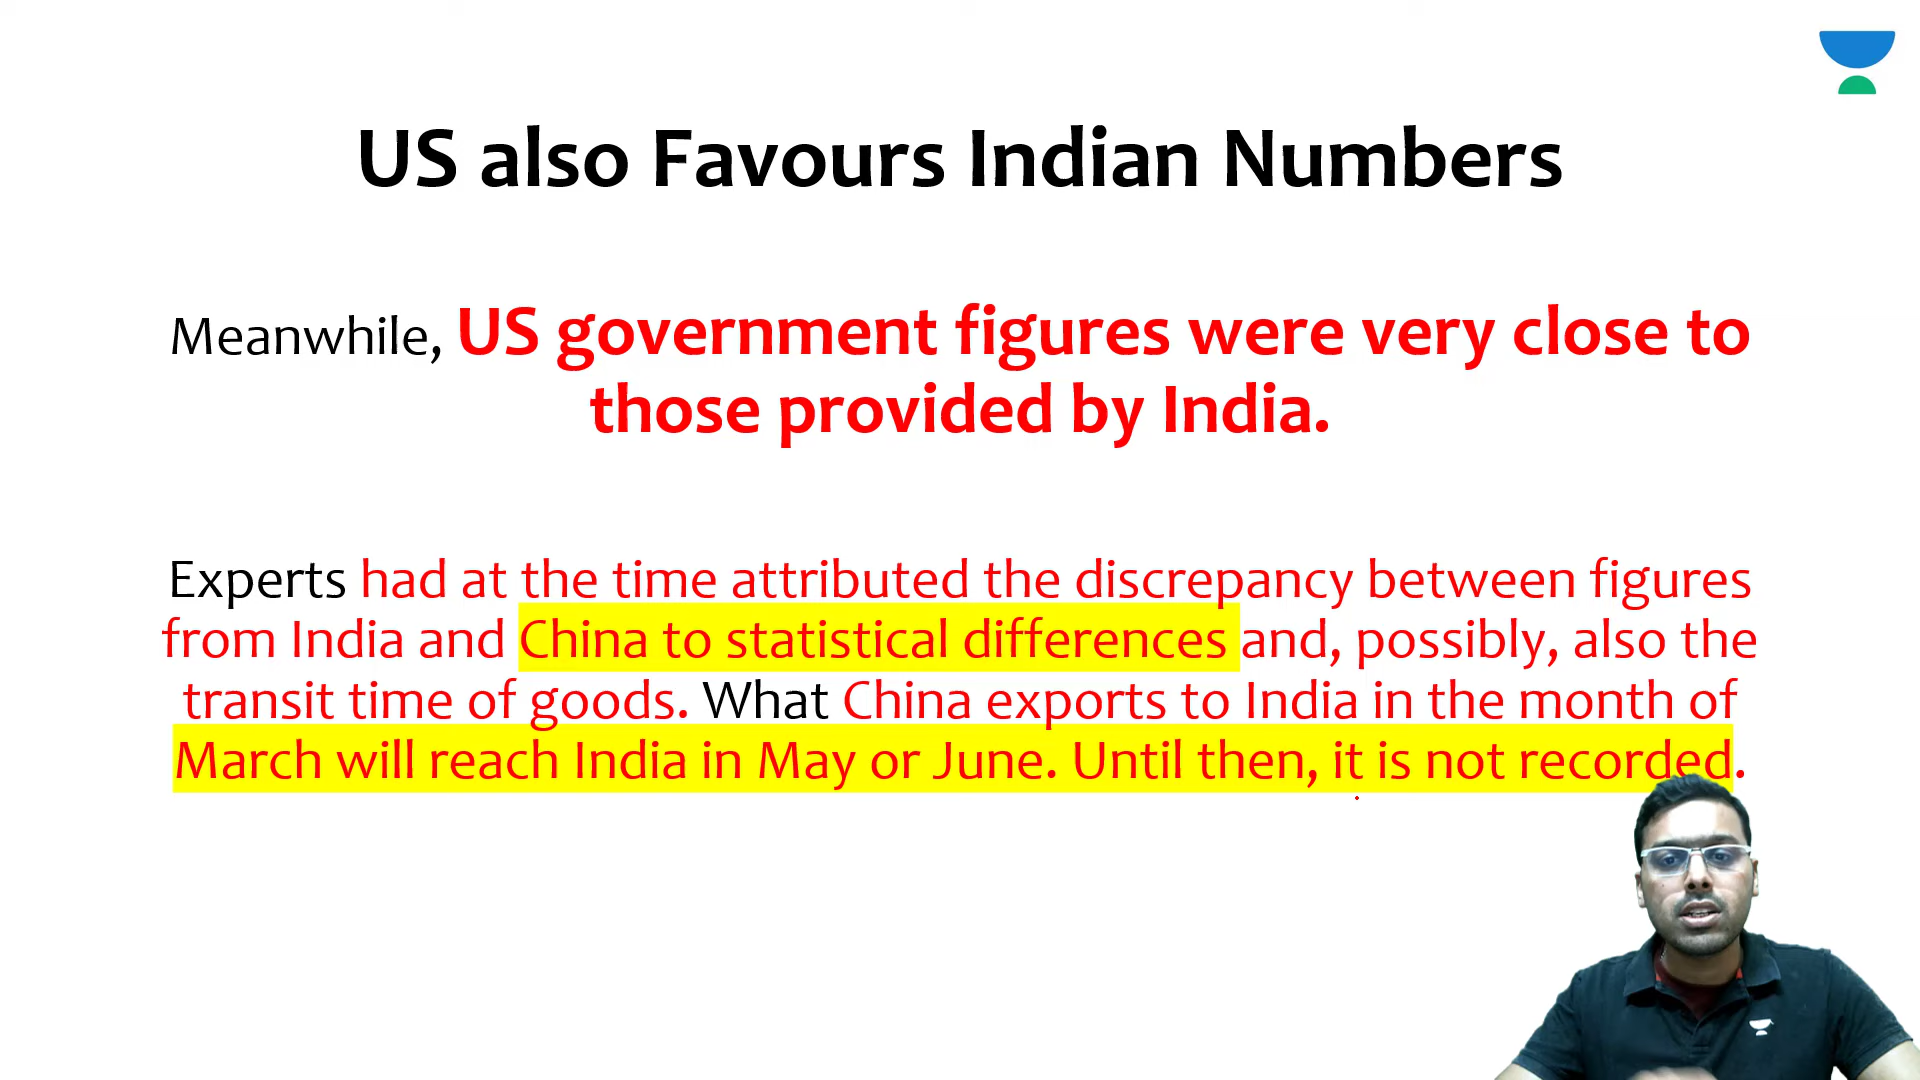 US also Favours Indian Numbers
Meanwhile, US government figures were very close to
those provided by India.
Experts had at the time attributed the discrepancy between figures
from India and China to statistical differences and, possibly, also the
transit time of goods. What China exports to India in the month of
March will reach India in May or June. Until then, it is not recorded.